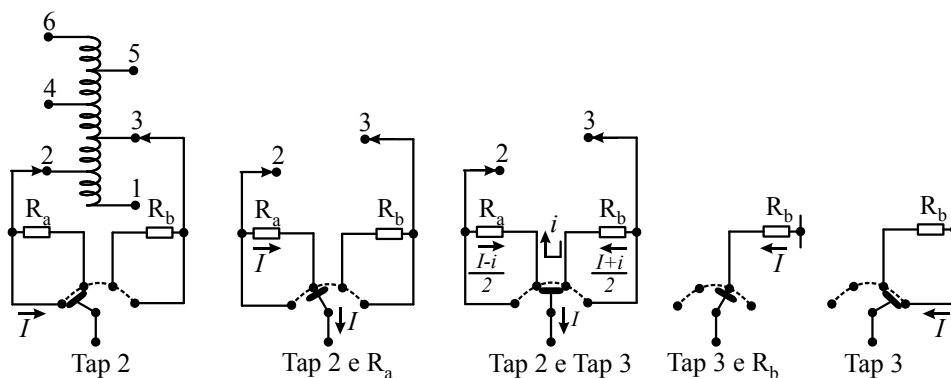 6
5
4
3
2
1
R_a
R_b
I
Tap 2
3
2
R_a
R_b
I
I
Tap 2 e R_a
3
2
R_a
i
R_b
I-i
2
I+i
2
I
Tap 2 e Tap 3
R_b
I
Tap 3 e R_b
R_b
I
Tap 3